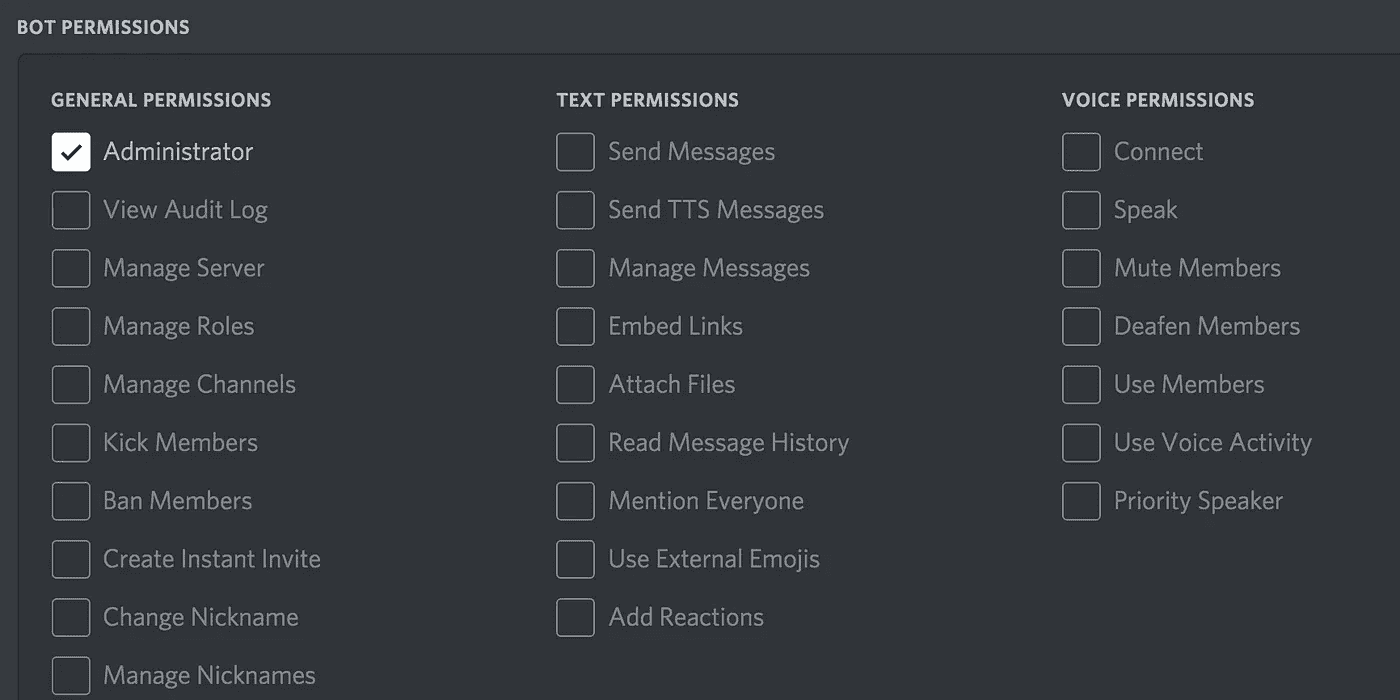 BOT PERMISSIONS
GENERAL PERMISSIONS
Administrator
View Audit Log
Manage Server
Manage Roles
Manage Channels
Kick Members
Ban Members
Create Instant Invite
Change Nickname
Manage Nicknames
TEXT PERMISSIONS
Send Messages
Send TTS Messages
Manage Messages
Embed Links
Attach Files
Read Message History
Mention Everyone
Use External Emojis
Add Reactions
VOICE PERMISSIONS
Connect
Speak
Mute Members
Deafen Members
Use Members
Use Voice Activity
Priority Speaker